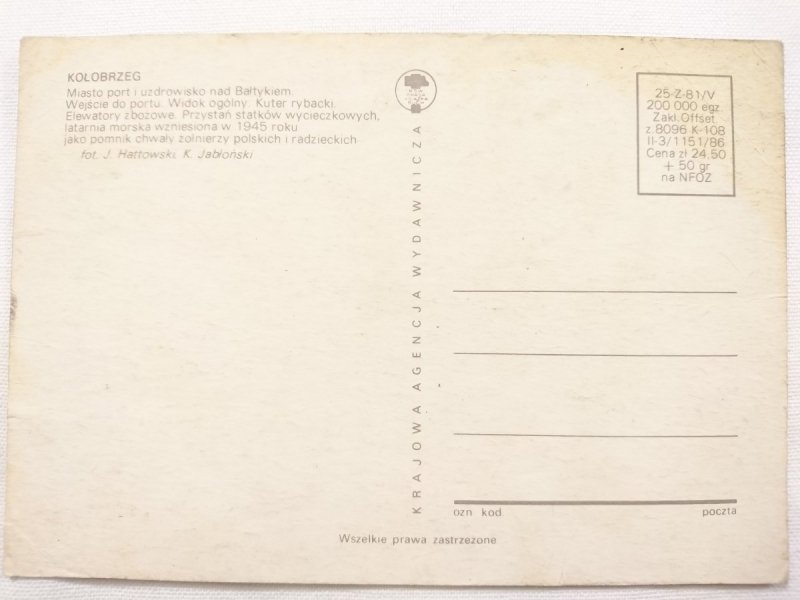 KOŁOBRZEG
Miasto port i uzdrowisko nad Bałtykiem.
Wejście do portu. Widok ogólny. Kuter rybacki.
Elewatory zbożowe. Przystań statków wycieczkowych,
latarnia morska wzniesiona w 1945 roku
jako pomnik chwały żołnierzy polskich i radzieckich
fot. J. Hattowski, K. Jabłoński
KRAJOWA AGENCJA WYDAWNICZA
25-Z-81/V
200 000 egz.
Zakl. Offset.
z. 8096 K-108
II-3/1151/86
Cena zł 24,50
+ 50 gr
na NFOZ
ozn kod
poczta
Wszelkie prawa zastrzeżone